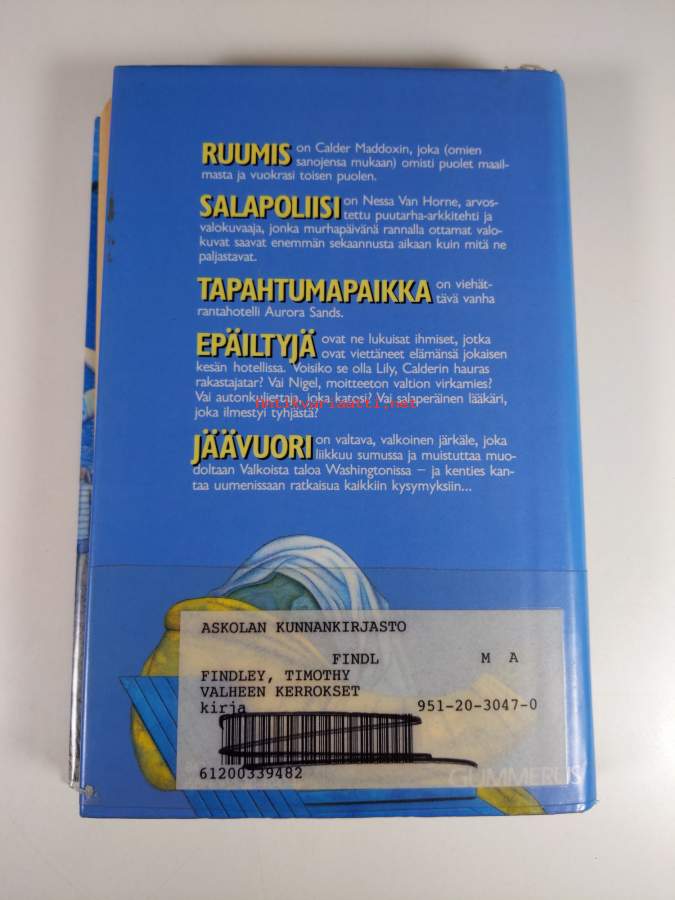 RUUMIS on Calder Maddoxin, joka (omien
sanojensa mukaan) omisti puolet maail-
masta ja vuokrasi toisen puolen.
SALAPOLIISI on Nessa Van Horne, arvos-
tettu puutarha-arkkitehti ja
valokuvaaja, jonka murhapäivänä rannalla ottamat valo-
kuvat saavat enemmän sekaannusta aikaan kuin mitä ne
paljastavat.
TAPAHTUMAPAIKKA on viehät-
tävä vanha
rantahotelli Aurora Sands.
EPÄILTYJÄ ovat ne lukuisat ihmiset, jotka
ovat viettäneet elämänsä jokaisen
kesän hotellissa. Voisiko se olla Lily, Calderin hauras
rakastajatar? Vai Nigel, moitteeton valtion virkamies?
Vai autonkuljettaja, joka katosi? Vai salaperäinen lääkäri,
antikvariaatti.net
joka ilmestyi tyhjästä?
JÄÄVUORI on valtava, valkoinen järkäle, joka
liikkuu sumussa ja muistuttaa muo-
doltaan Valkoista taloa Washingtonissa – ja kenties kan-
taa uumenissaan ratkaisua kaikkiin kysymyksiin...
ASKOLAN KUNNANKIRJASTO
FINDL M A
FINDLEY, TIMOTHY
VALHEEN KERROKSET
kirja 951-20-3047-0
61200339482
GUMMERUS